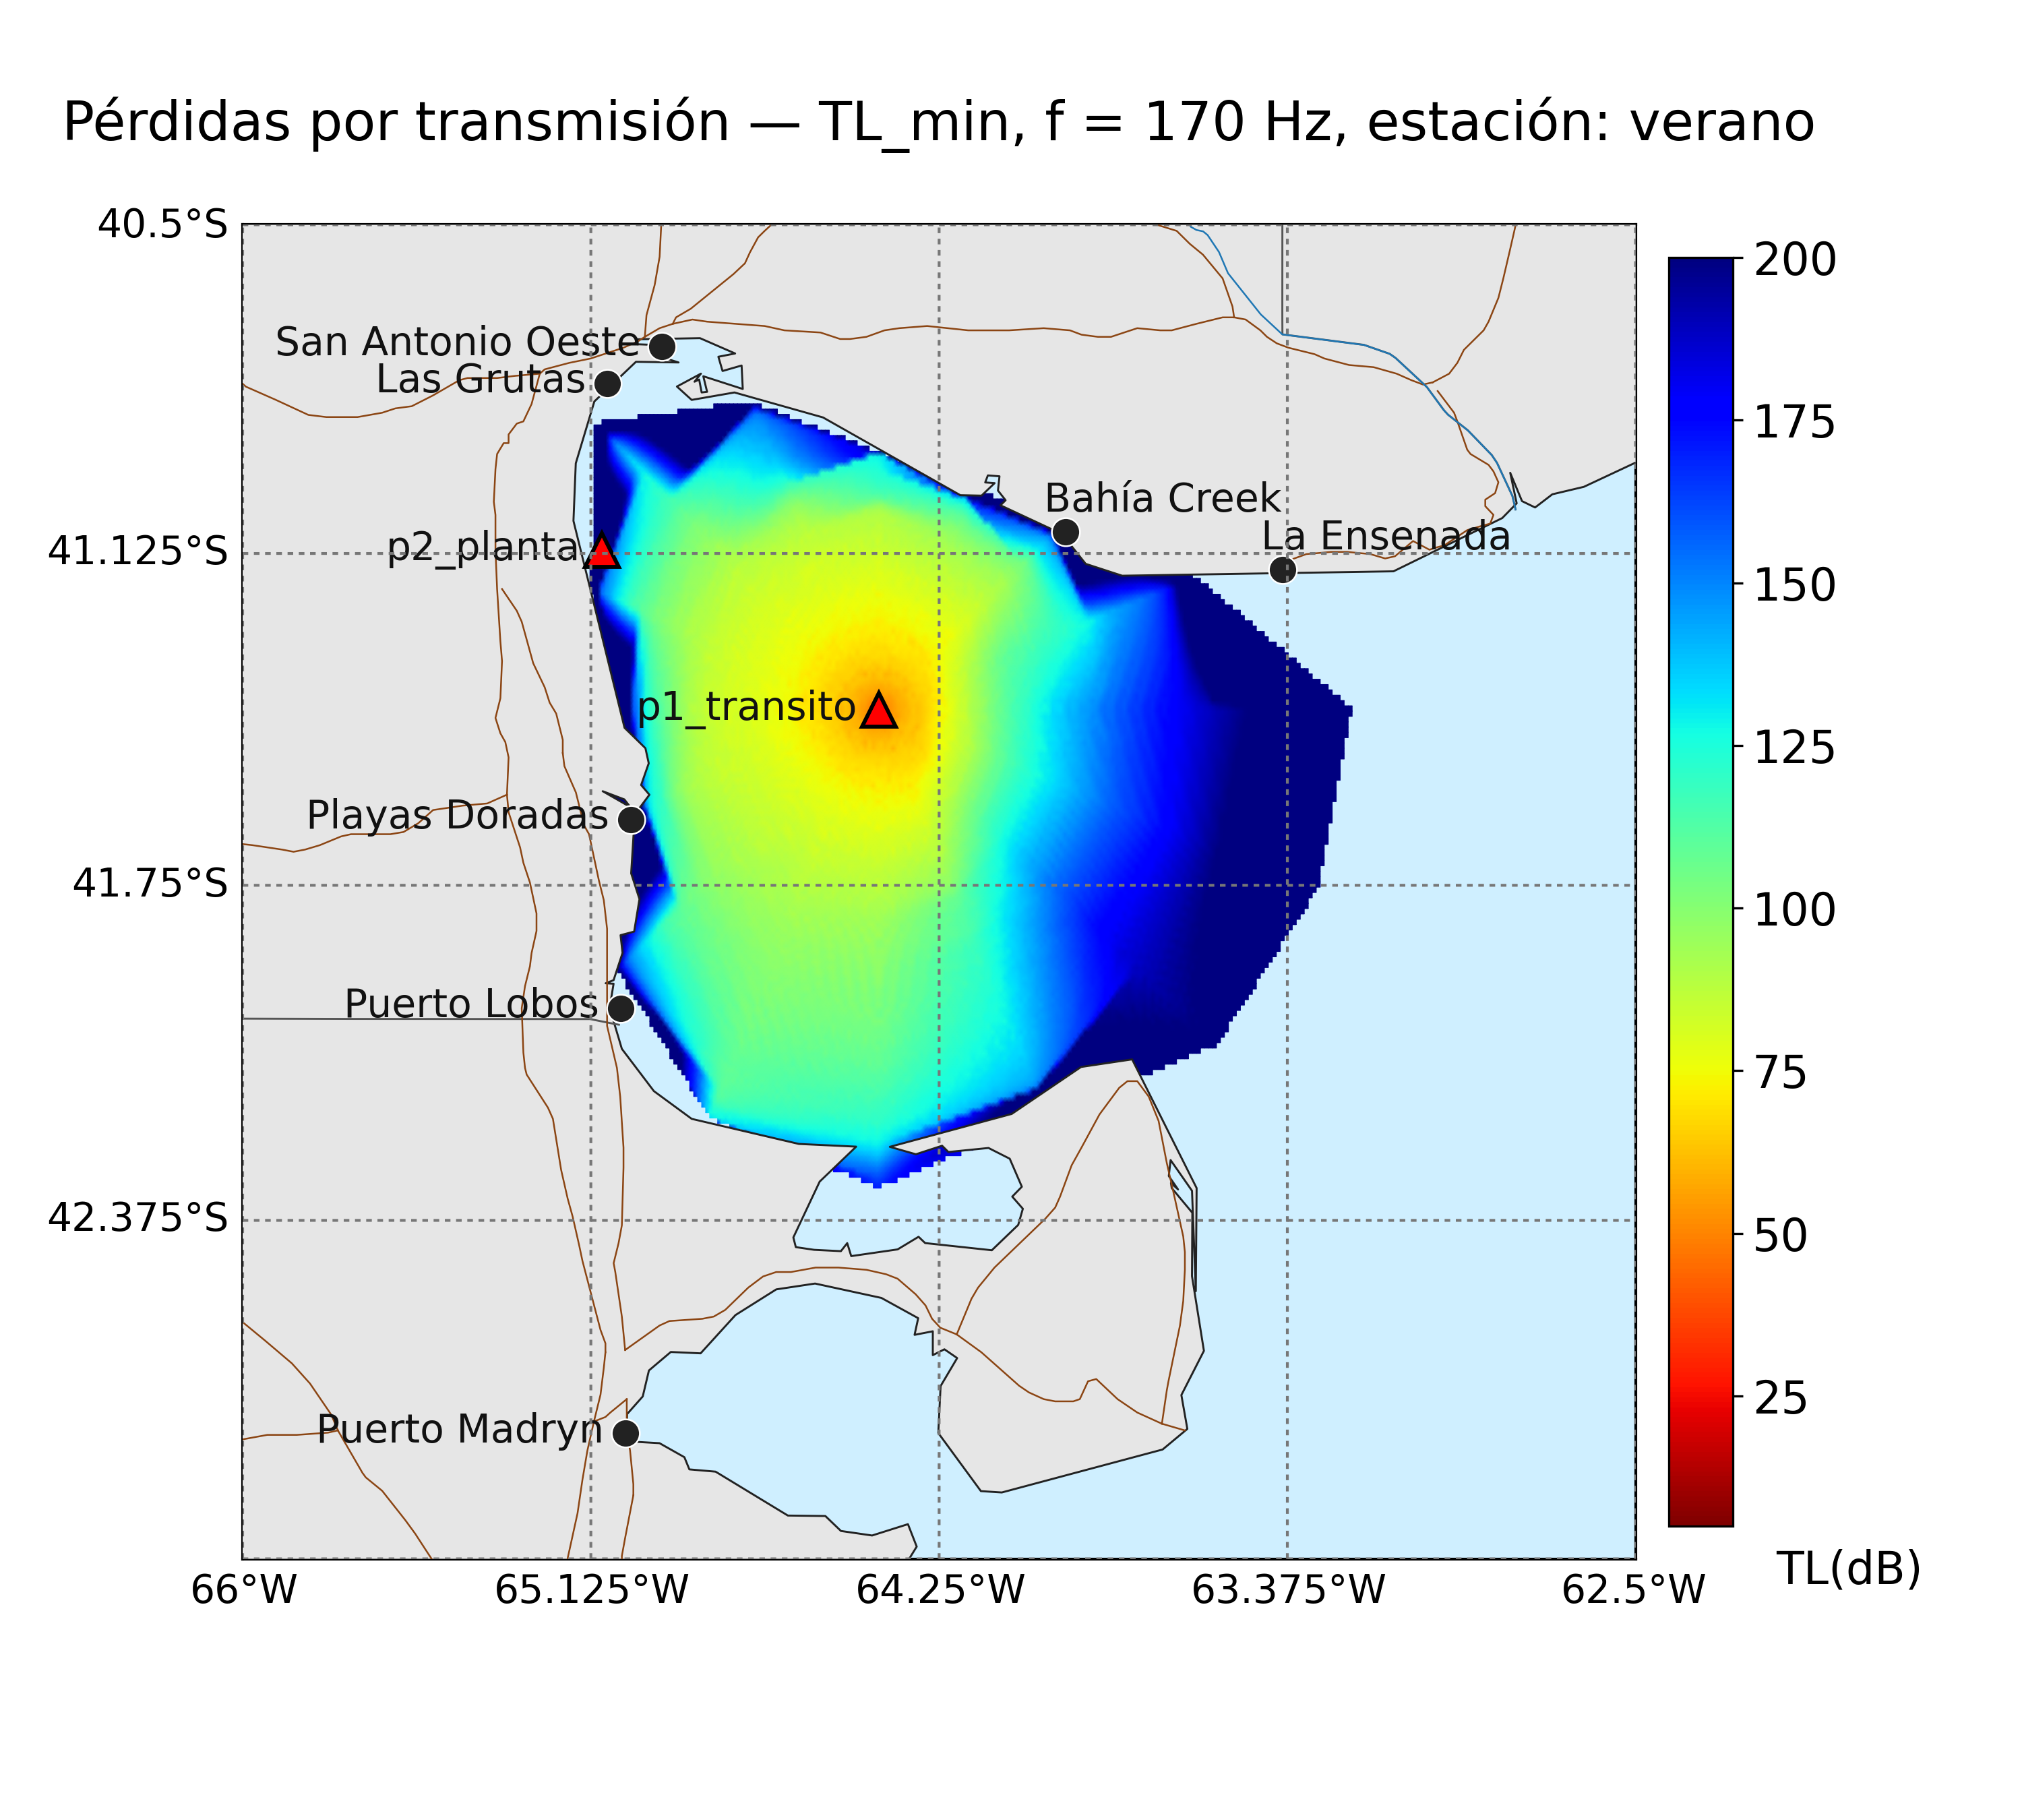 Pérdidas por transmisión — TL_min, f = 170 Hz, estación: verano
40.5°S
200
San Antonio Oeste
Las Grutas
175
Bahía Creek
La Ensenada
p2_planta
41.125°S
150
p1_transito
125
Playas Doradas
41.75°S
100
Puerto Lobos
75
42.375°S
50
25
Puerto Madryn
TL(dB)
66°W
65.125°W
64.25°W
63.375°W
62.5°W